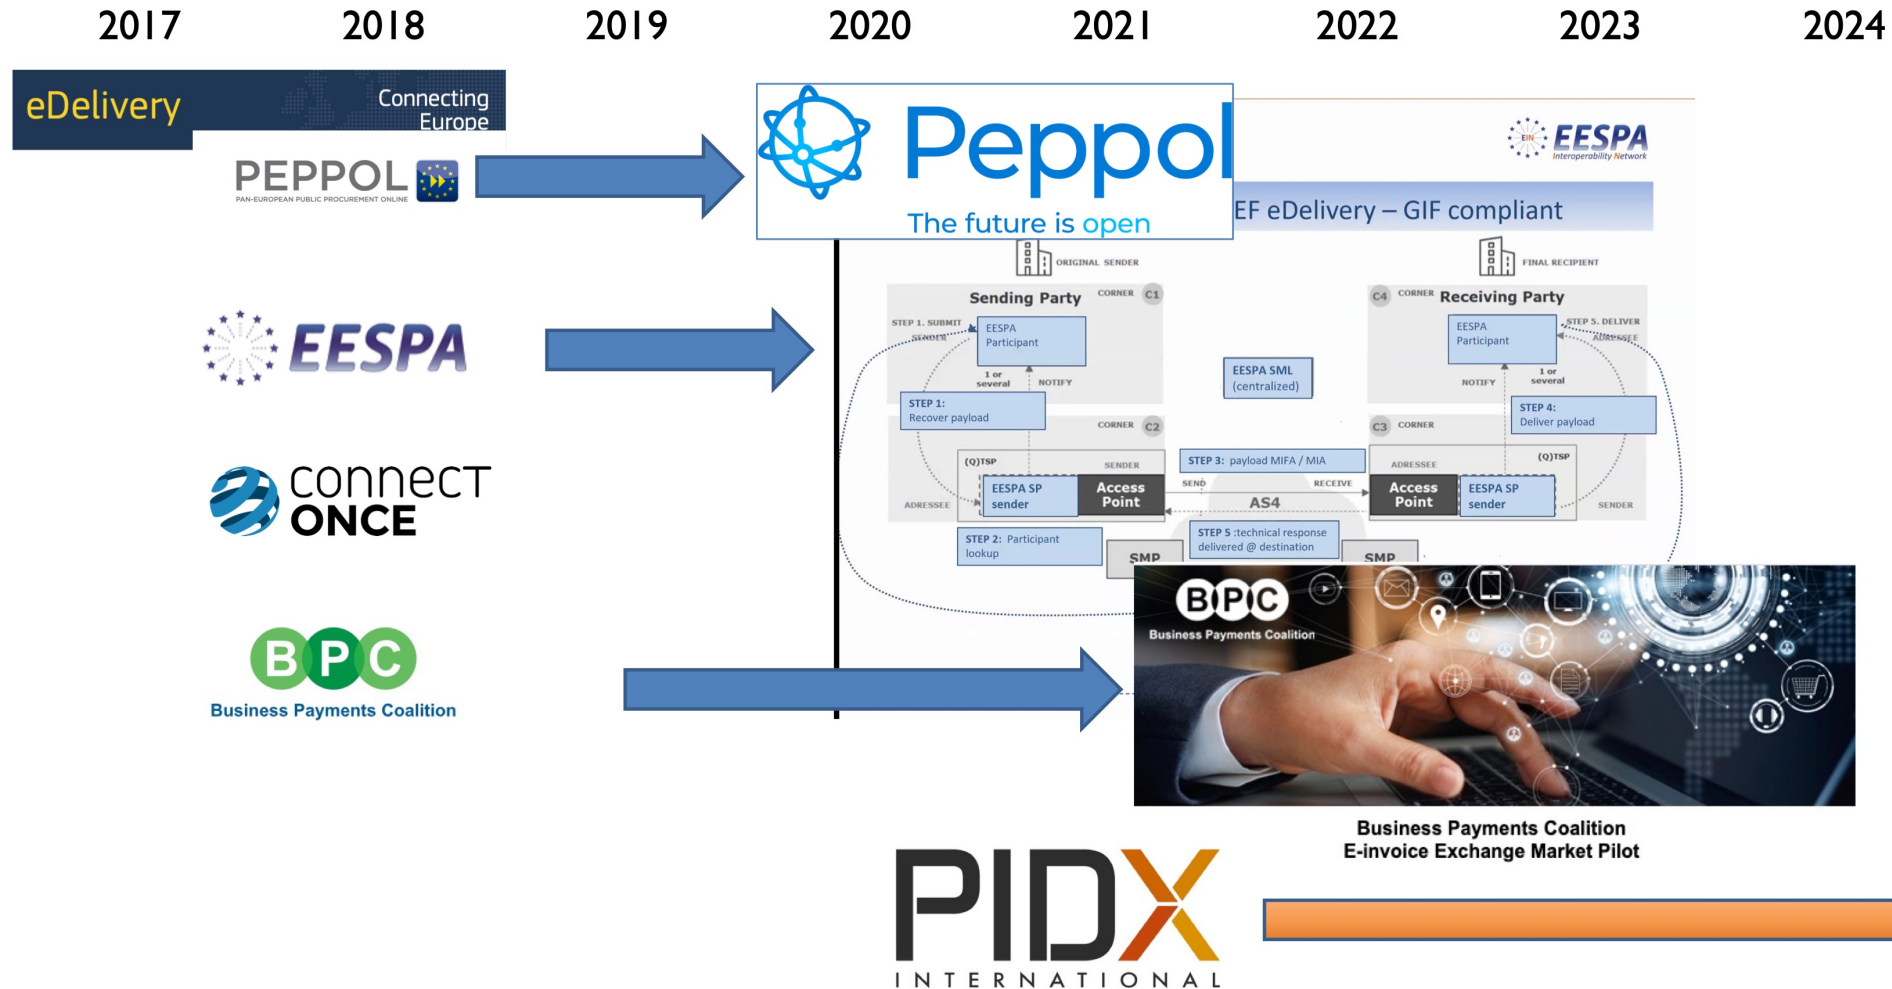 2017 2018 2019 2020 2021 2022 2023 2024
eDelivery
Connecting
Europe
PEPPOL
PAN-EUROPEAN PUBLIC PROCUREMENT ONLINE
Peppol
The future is open
EIN EESPA
Interoperability Network
EF eDelivery – GIF compliant
ORIGINAL SENDER
FINAL RECIPIENT
Sending Party CORNER C1
C4 CORNER Receiving Party
STEP 1. SUBMIT
SENDER
EESPA
Participant
EESPA
Participant
STEP 5. DELIVER
ADRESSEE
1 or
several
NOTIFY
EESPA SML
(centralized)
NOTIFY
1 or
several
STEP 1:
Recover payload
STEP 4:
Deliver payload
CORNER C2
C3 CORNER
(Q)TSP
SENDER
STEP 3: payload MIFA / MIA
ADRESSEE
(Q)TSP
ADRESSEE
EESPA SP
sender
Access
Point
SEND
RECEIVE
AS4
Access
Point
EESPA SP
sender
SENDER
STEP 2: Participant
lookup
STEP 5 :technical response
delivered @ destination
SMP
SMP
EESPA
CONNECT
ONCE
BPC
Business Payments Coalition
BPC
Business Payments Coalition
Business Payments Coalition
E-invoice Exchange Market Pilot
PIDX
INTERNATIONAL